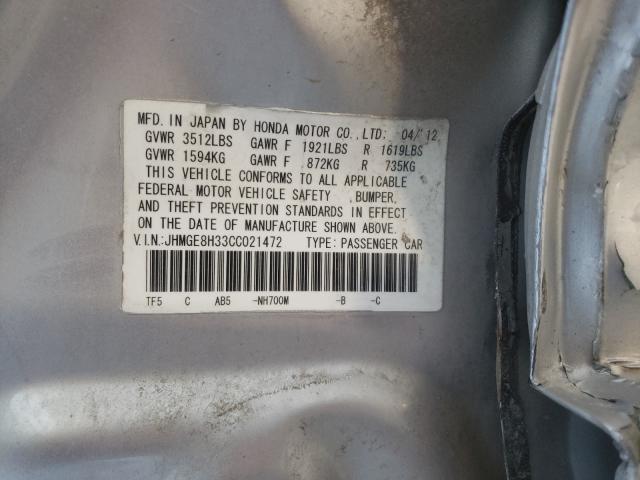 MFD. IN JAPAN BY HONDA MOTOR CO.,LTD: 04/'12
GVWR 3512LBS GAWR F 1921LBS R 1619LBS
GVWR 1594KG GAWR F 872KG R 735KG
THIS VEHICLE CONFORMS TO ALL APPLICABLE
FEDERAL MOTOR VEHICLE SAFETY ,BUMPER,
AND THEFT PREVENTION STANDARDS IN EFFECT
ON THE DATE OF MANUFACTURE SHOWN ABOVE.
V.I.N.:JHMGE8H33CC021472 TYPE: PASSENGER CAR
TF5 C AB5 -NH700M -B -C